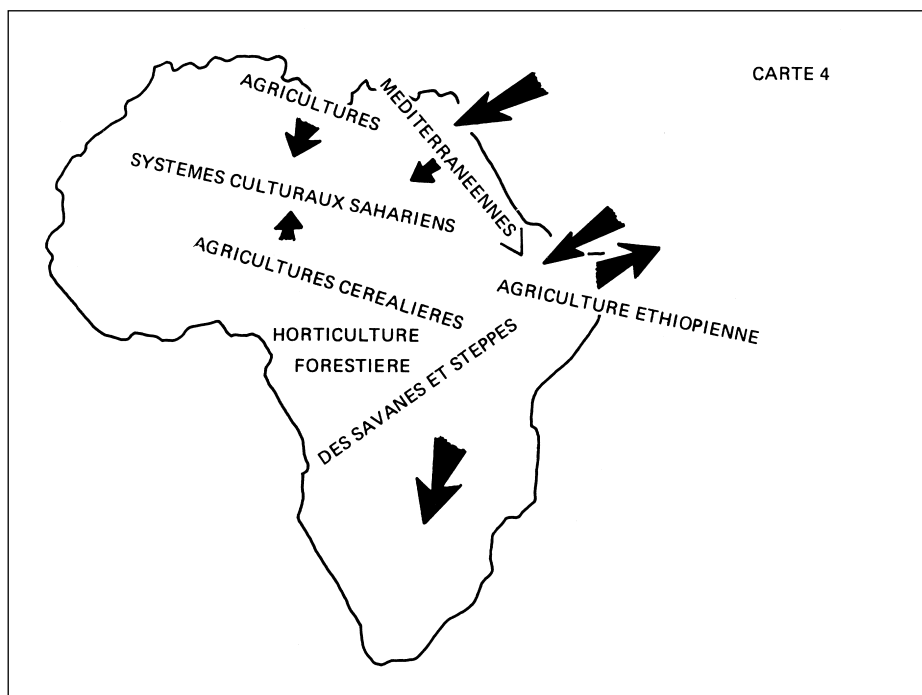 CARTE 4
AGRICULTURES
MEDITERRANEENNES
SYSTEMES CULTURAUX SAHARIENS
AGRICULTURES CEREALIERES
AGRICULTURE ETHIOPIENNE
HORTICULTURE
FORESTIERE
DES SAVANES ET STEPPES